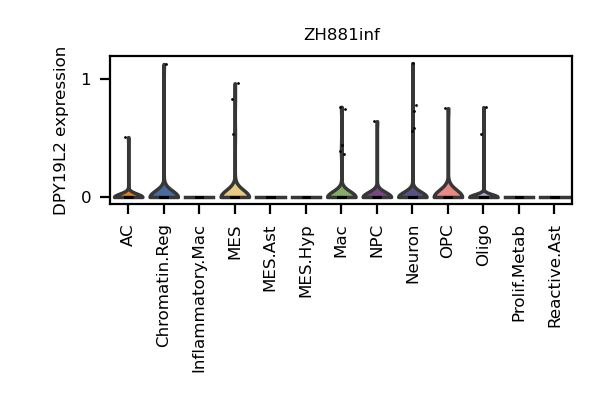 ZH881inf
DPY19L2 expression
1
0
AC
Chromatin.Reg
Inflammatory.Mac
MES
MES.Ast
MES.Hyp
Mac
NPC
Neuron
OPC
Oligo
Prolif.Metab
Reactive.Ast